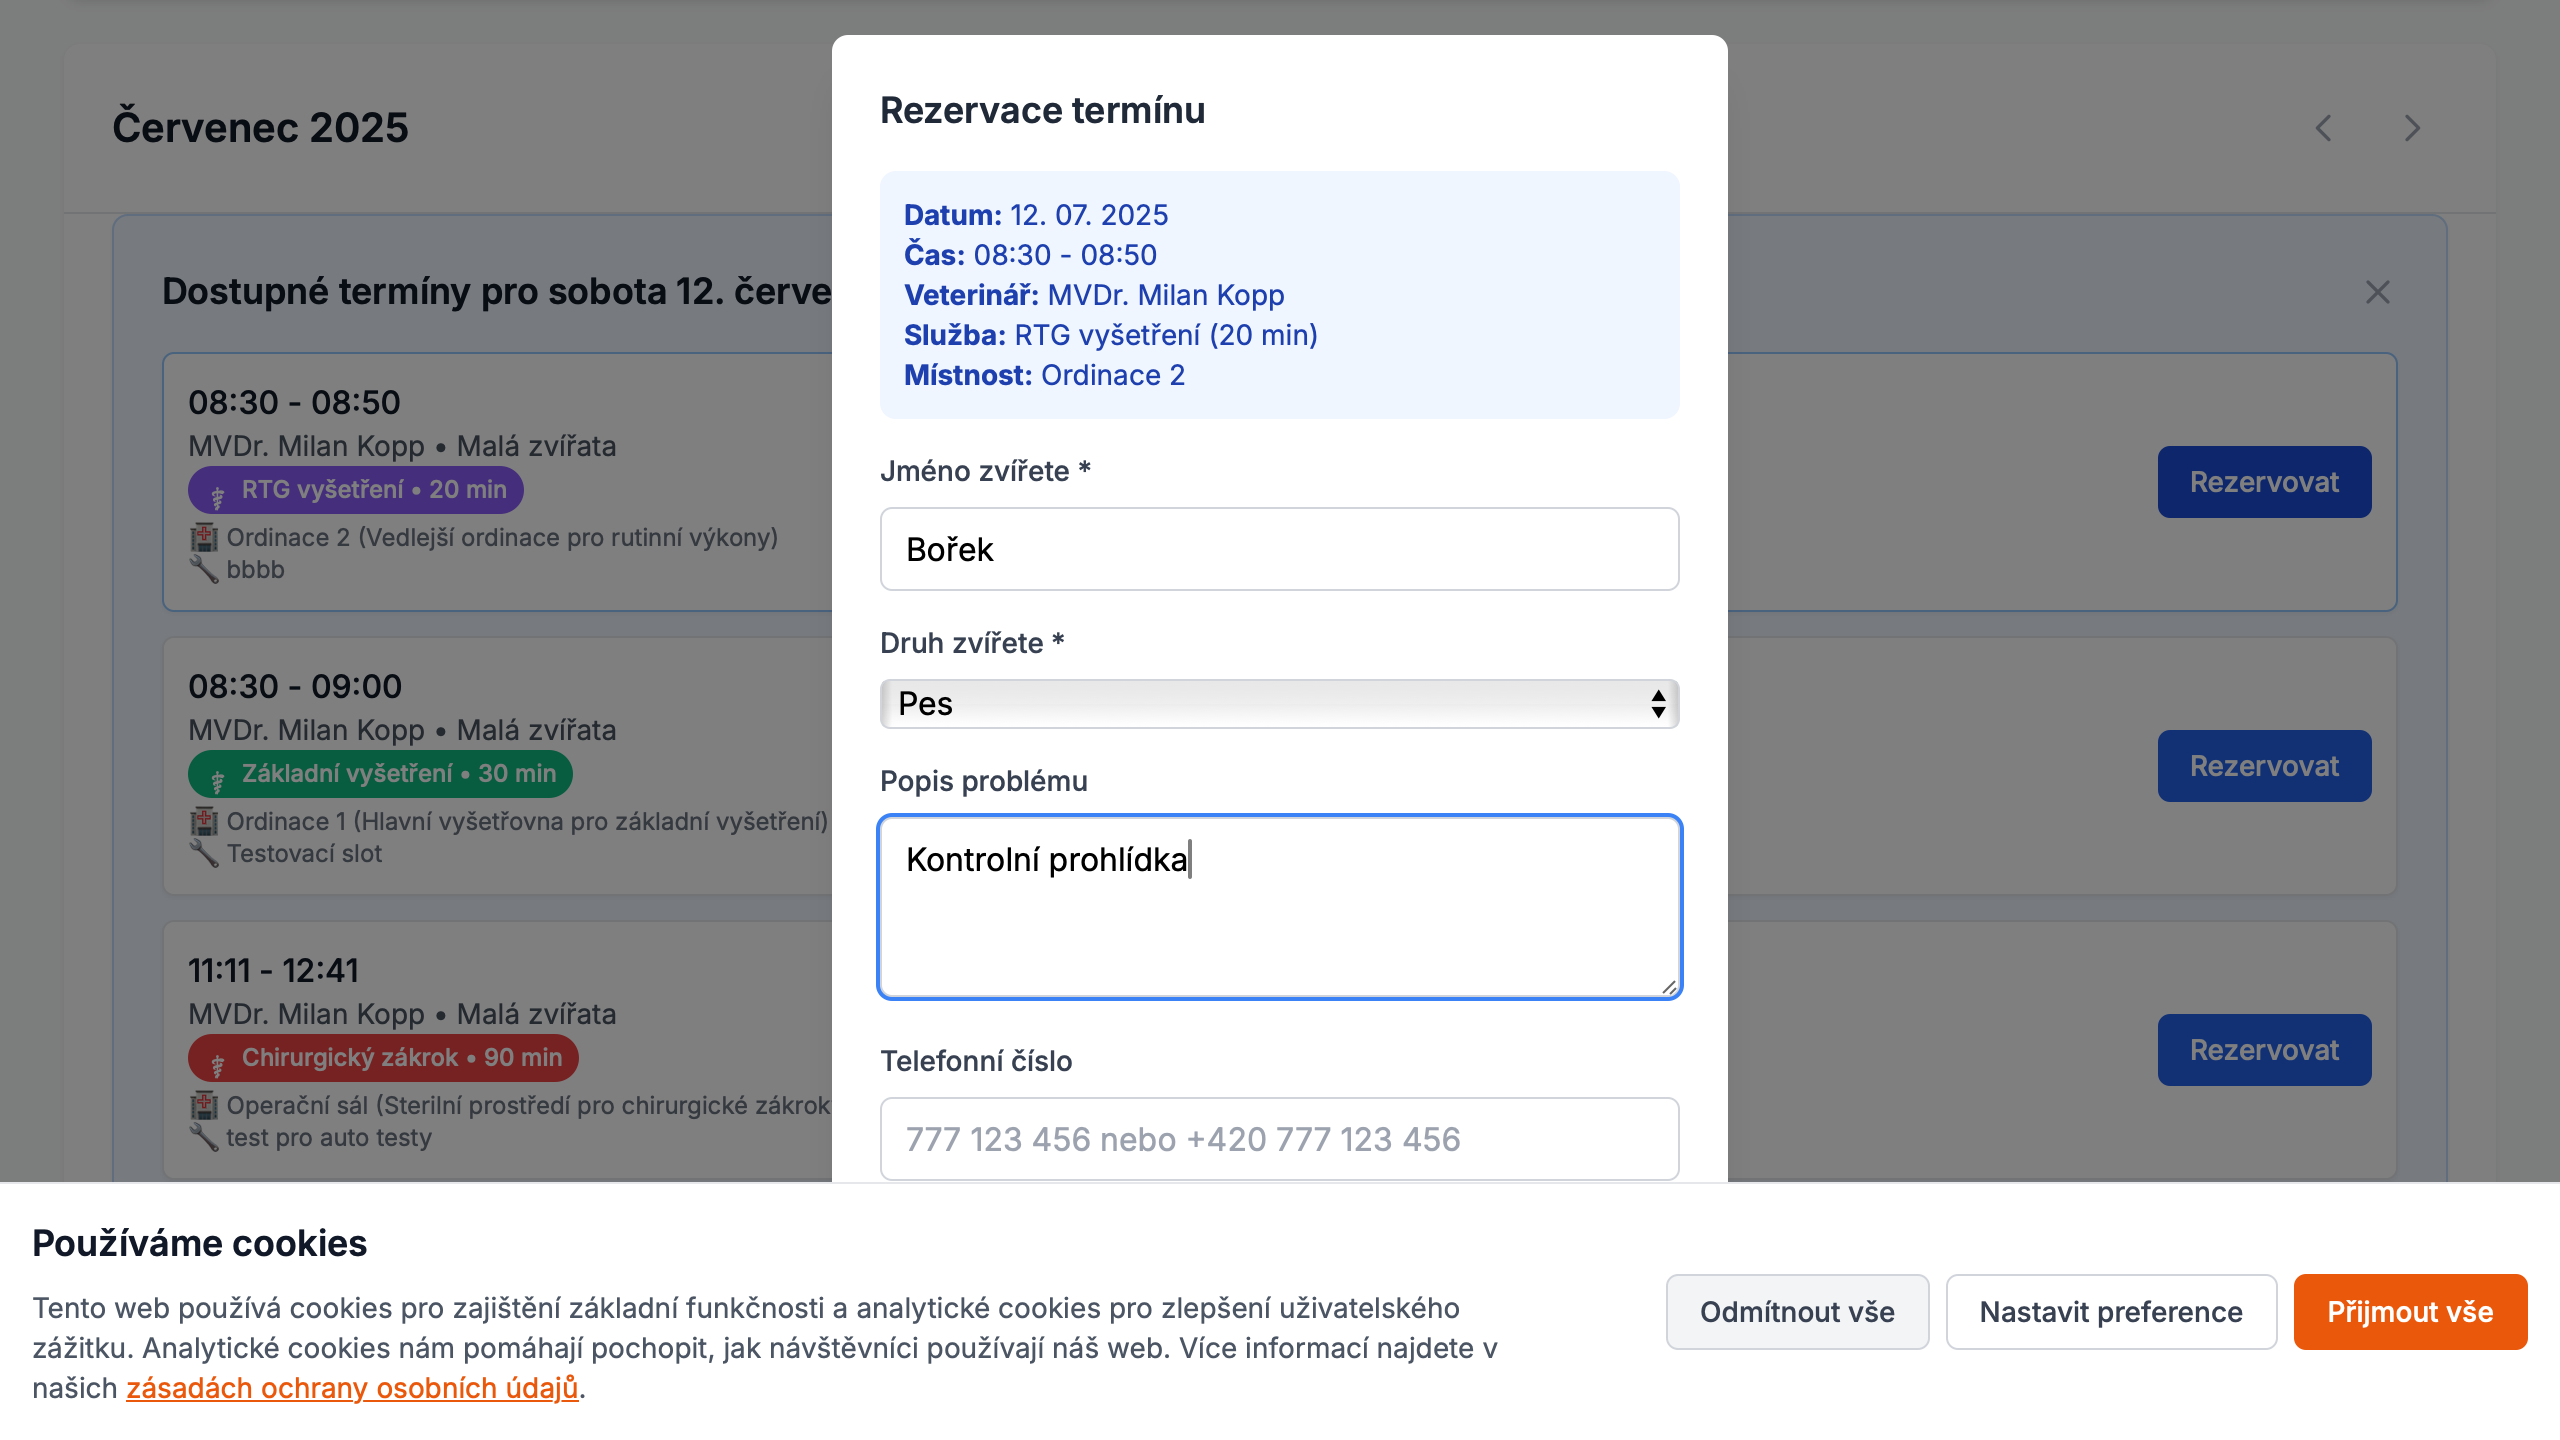 Červenec 2025
Dostupné termíny pro sobota 12. červe
08:30 - 08:50
MVDr. Milan Kopp • Malá zvířata
RTG vyšetření • 20 min
Ordinace 2 (Vedlejší ordinace pro rutinní výkony)
bbbb
Rezervovat
08:30 - 09:00
MVDr. Milan Kopp • Malá zvířata
Základní vyšetření • 30 min
Ordinace 1 (Hlavní vyšetřovna pro základní vyšetření)
Testovací slot
Rezervovat
11:11 - 12:41
MVDr. Milan Kopp • Malá zvířata
Chirurgický zákrok • 90 min
Operační sál (Sterilní prostředí pro chirurgické zákrok
test pro auto testy
Rezervovat
Rezervace termínu
Datum: 12. 07. 2025
Čas: 08:30 - 08:50
Veterinář: MVDr. Milan Kopp
Služba: RTG vyšetření (20 min)
Místnost: Ordinace 2
Jméno zvířete *
Bořek
Druh zvířete *
Pes
Popis problému
Kontrolní prohlídka
Telefonní číslo
777 123 456 nebo +420 777 123 456
Používáme cookies
Tento web používá cookies pro zajištění základní funkčnosti a analytické cookies pro zlepšení uživatelského
zážitku. Analytické cookies nám pomáhají pochopit, jak návštěvníci používají náš web. Více informací najdete v
našich zásadách ochrany osobních údajů.
Odmítnout vše
Nastavit preference
Přijmout vše